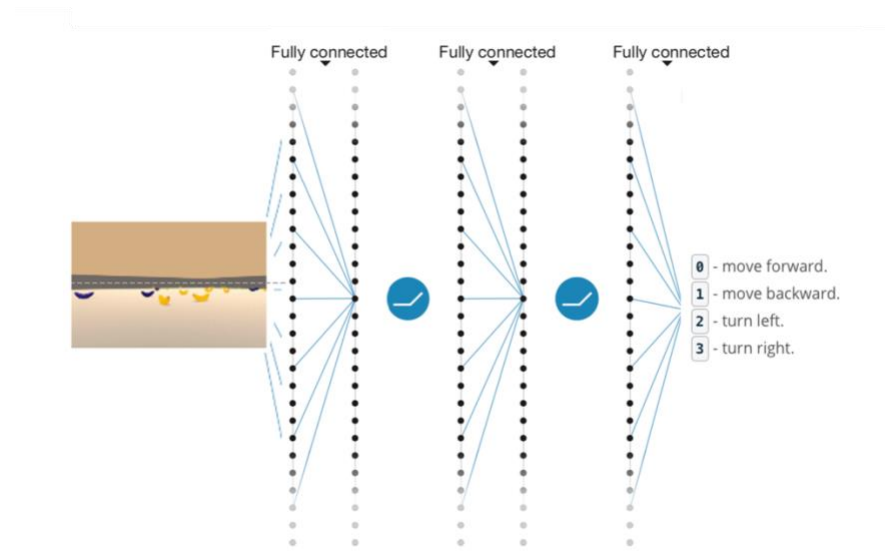 Fully connected Fully connected Fully connected
0 - move forward.
1 - move backward.
2 - turn left.
3 - turn right.